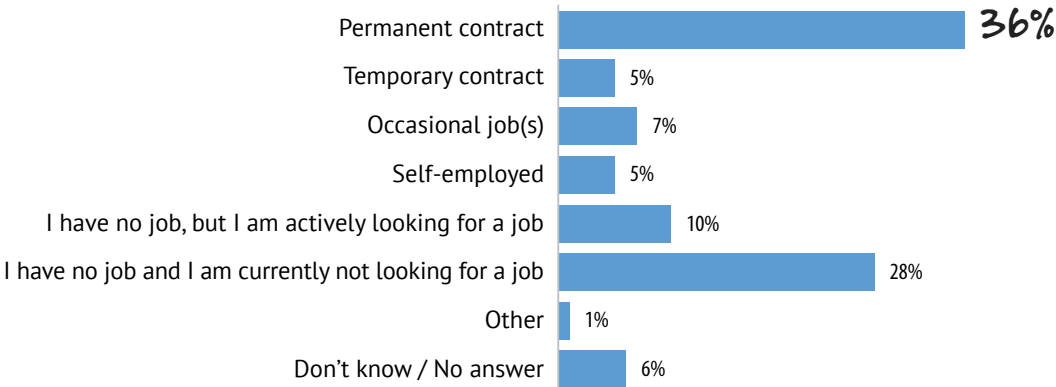 Permanent contract 36%
Temporary contract 5%
Occasional job(s) 7%
Self-employed 5%
I have no job, but I am actively looking for a job 10%
I have no job and I am currently not looking for a job 28%
Other 1%
Don't know / No answer 6%